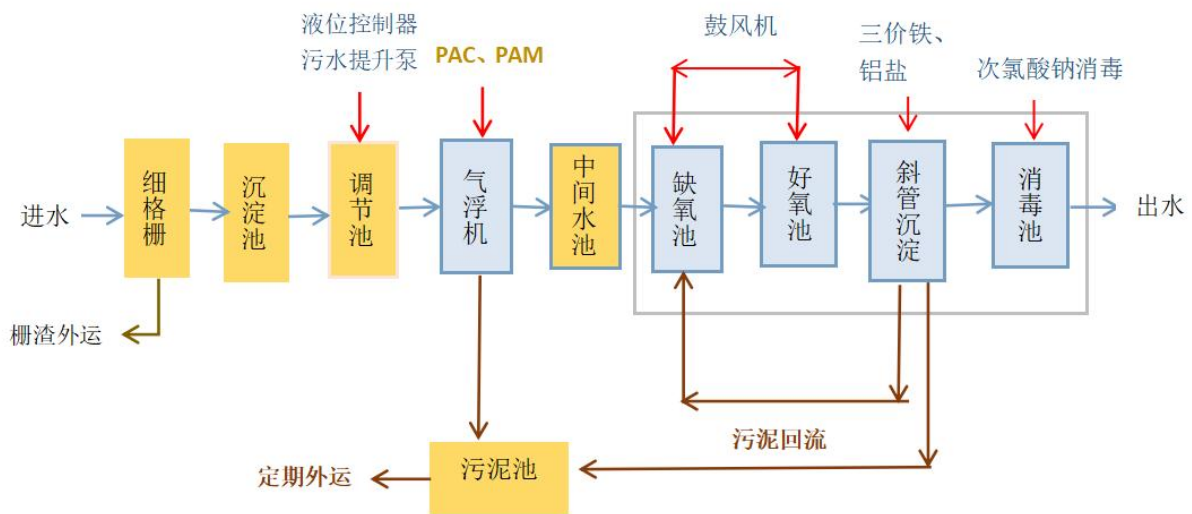 液位控制器
污水提升泵
PAC、PAM
鼓风机
三价铁、
铝盐
次氯酸钠消毒
进水
细格栅
沉淀池
调节池
气浮机
中间水池
缺氧池
好氧池
斜管沉淀
消毒池
出水
栅渣外运
污泥回流
污泥池
定期外运